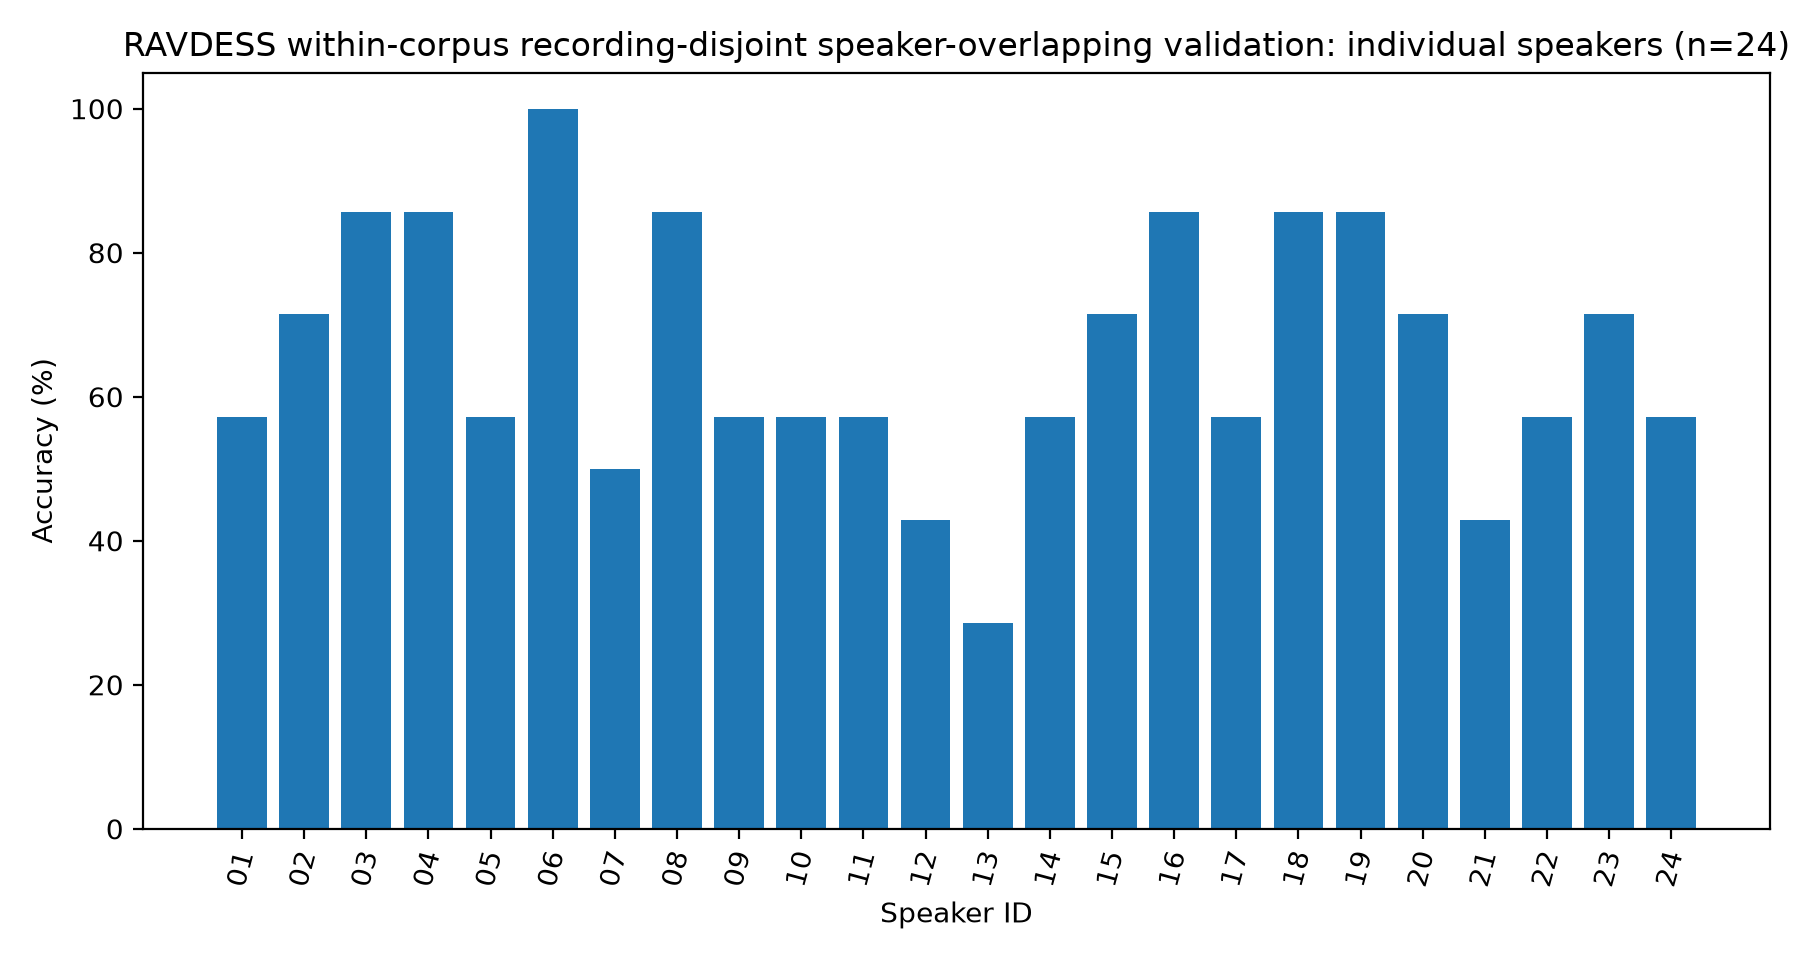 RAVDESS within-corpus recording-disjoint speaker-overlapping validation: individual speakers (n=24)
Accuracy (%)
100
80
60
40
20
0
01 02 03 04 05 06 07 08 09 10 11 12 13 14 15 16 17 18 19 20 21 22 23 24
Speaker ID